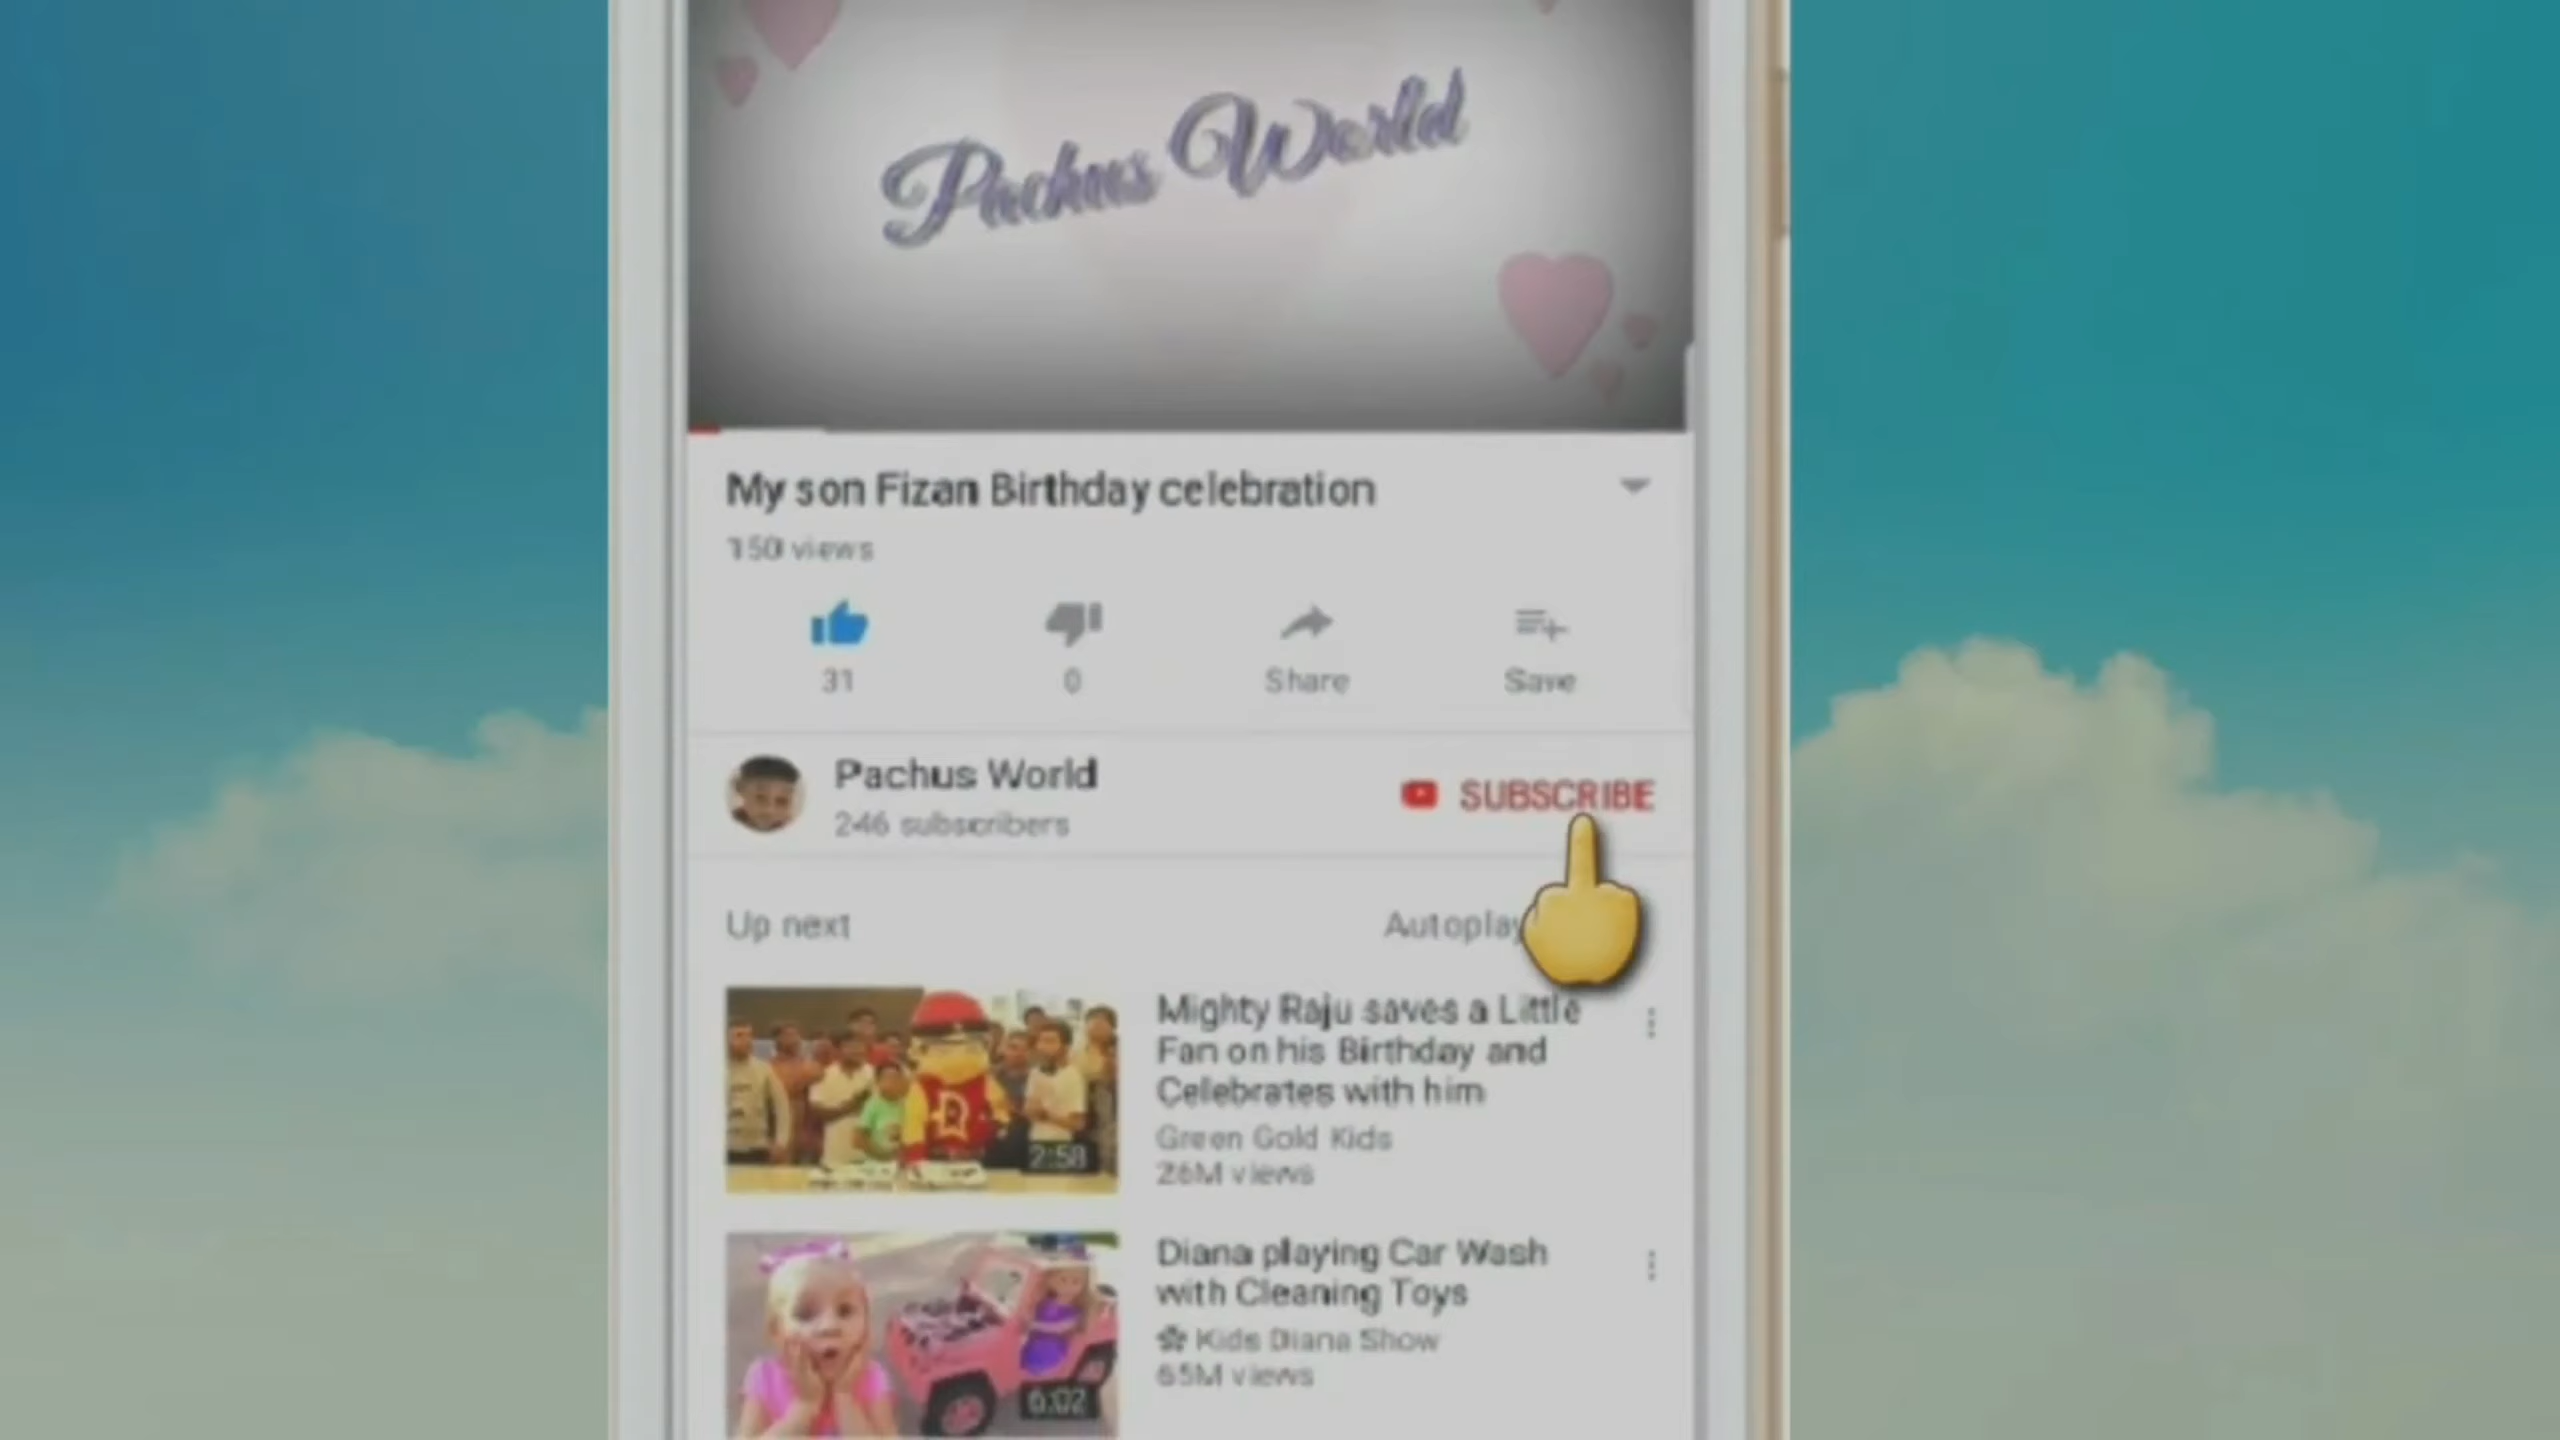 Pachus World
My son Fizan Birthday celebration
150 views
31
0
Share
Save
Pachus World
246 subscribers
SUBSCRIBE
Up next
Autoplay
Mighty Raju saves a Little
Fan on his Birthday and
Celebrates with him
Green Gold Kids
26M views
2:58
Diana playing Car Wash
with Cleaning Toys
✿ Kids Diana Show
65M views
6:02